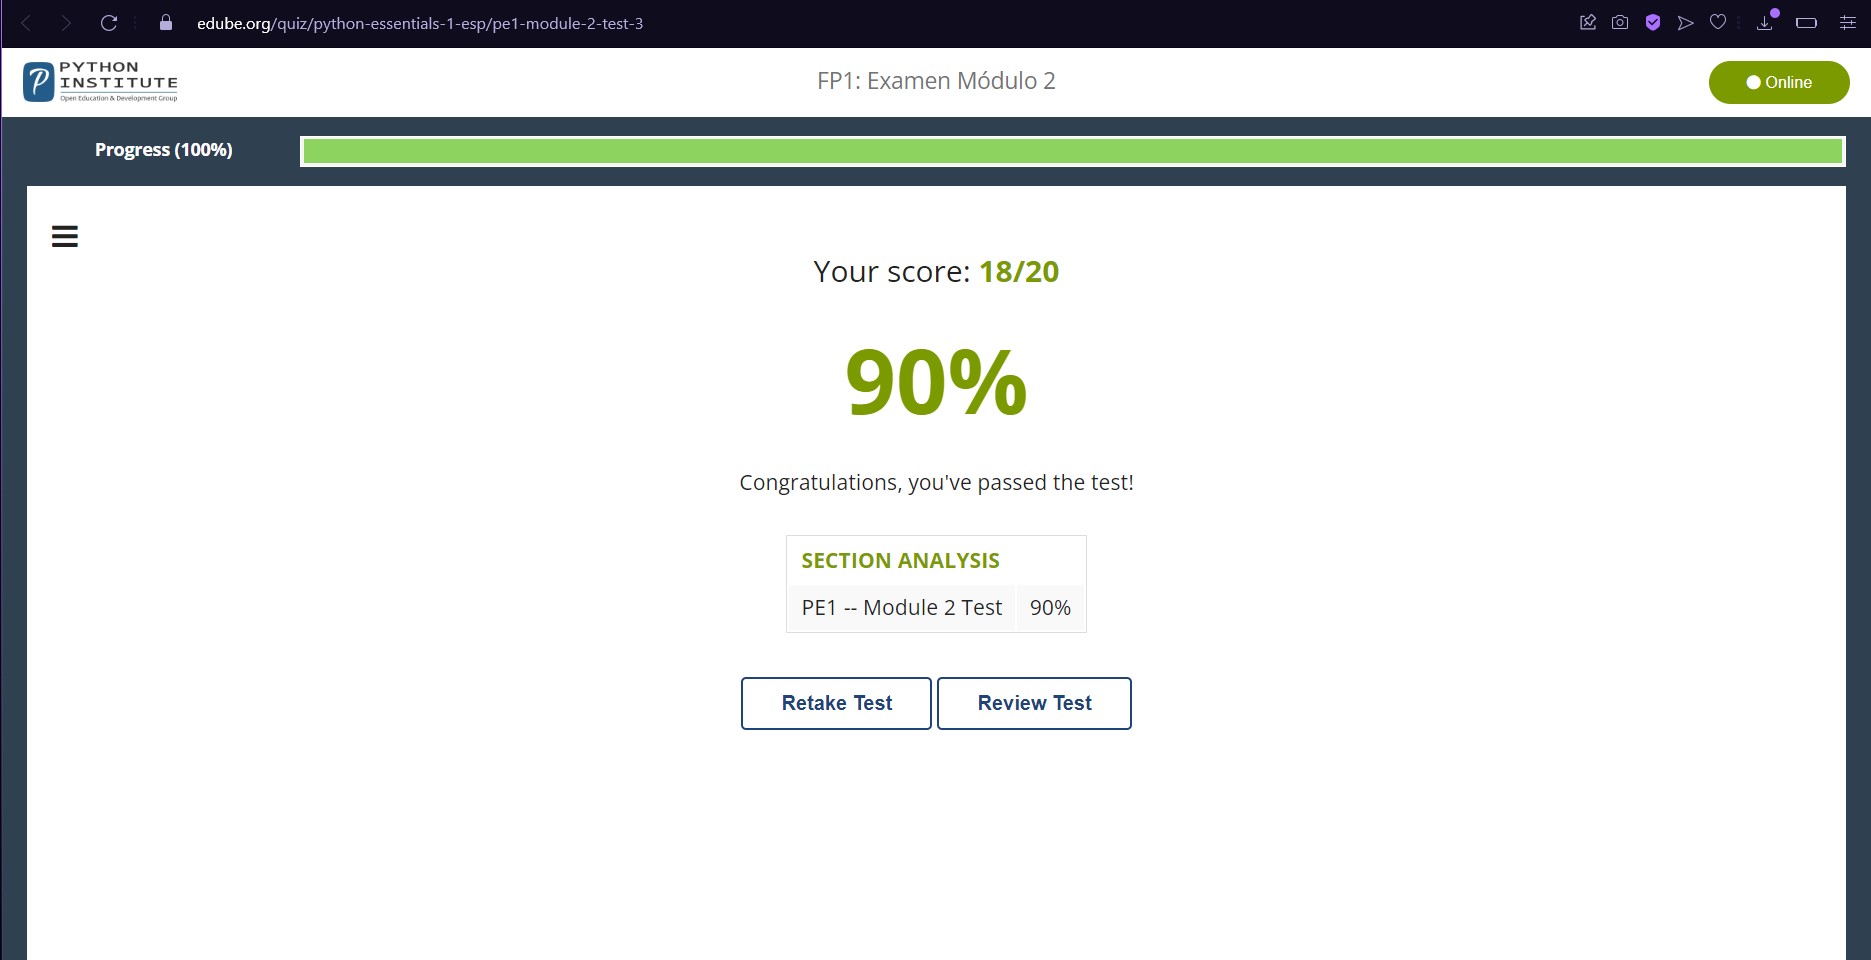 edube.org/quiz/python-essentials-1-esp/pe1-module-2-test-3
PYTHON
INSTITUTE
Open Education & Development Group
FP1: Examen Módulo 2
Online
Progress (100%)
Your score: 18/20
90%
Congratulations, you've passed the test!
SECTION ANALYSIS
PE1 -- Module 2 Test 90%
Retake Test Review Test